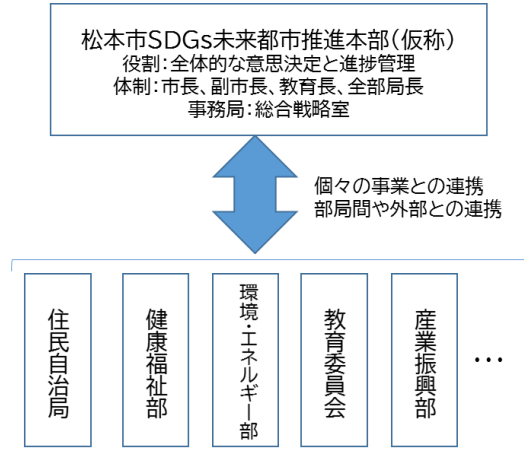 松本市SDGs未来都市推進本部（仮称）
役割：全体的な意思決定と進捗管理
体制：市長、副市長、教育長、全部局長
事務局：総合戦略室
個々の事業との連携
部局間や外部との連携
住民自治局
健康福祉部
環境・エネルギー部
教育委員会
産業振興部
…